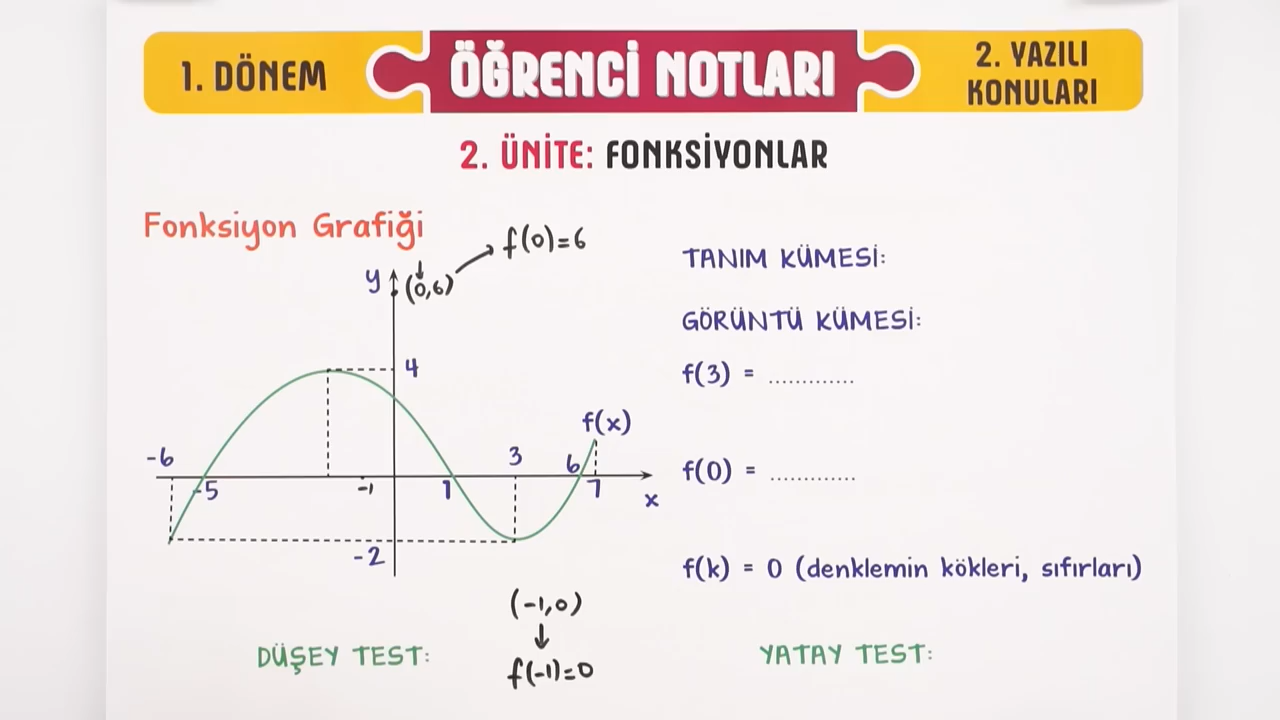 1. DÖNEM
ÖĞRENCİ NOTLARI
2. YAZILI
KONULARI
2. ÜNİTE: FONKSİYONLAR
Fonksiyon Grafiği
f(0)=6
y
(0,6)
4
f(x)
-6
3
6
-5
-1
1
7
x
-2
TANIM KÜMESİ:
GÖRÜNTÜ KÜMESİ:
f(3) = .............
f(0) = .............
f(k) = 0 (denklemin kökleri, sıfırları)
(-1,0)
f(-1)=0
DÜŞEY TEST:
YATAY TEST: